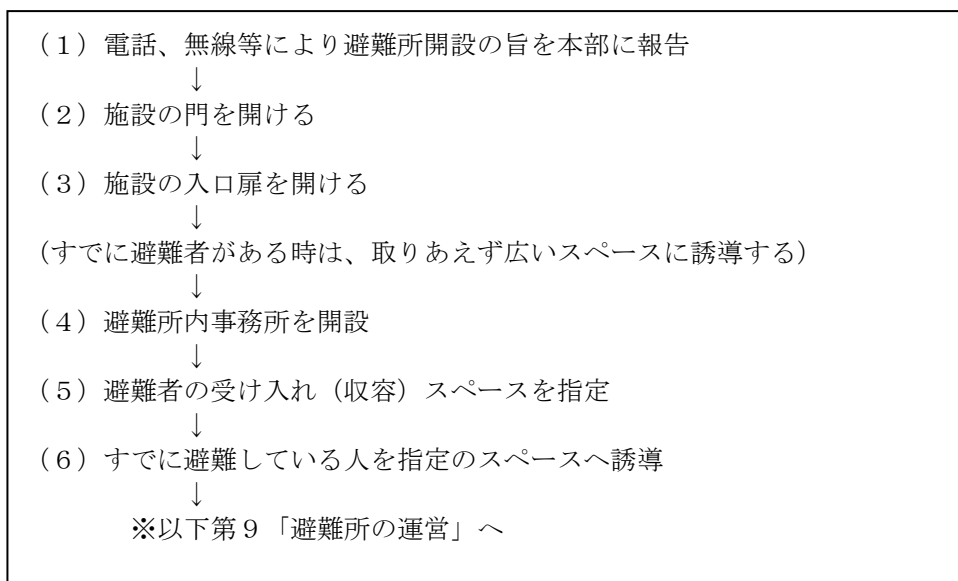 (１)電話、無線等により避難所開設の旨を本部に報告
↓
(２)施設の門を開ける
↓
(３)施設の入口扉を開ける
↓
(すでに避難者がある時は、取りあえず広いスペースに誘導する)
↓
(４)避難所内事務所を開設
↓
(５)避難者の受け入れ（収容）スペースを指定
↓
(６)すでに避難している人を指定のスペースへ誘導
↓
※以下第９「避難所の運営」へ